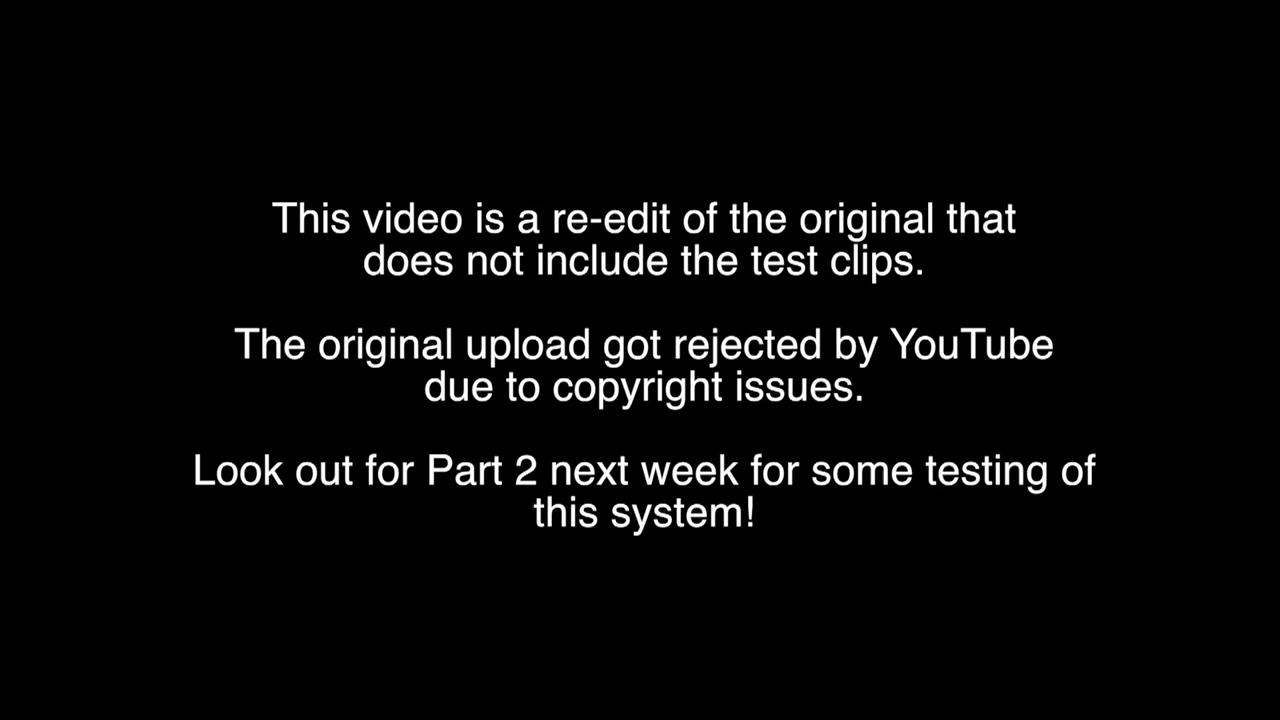 This video is a re-edit of the original that
does not include the test clips.
The original upload got rejected by YouTube
due to copyright issues.
Look out for Part 2 next week for some testing of
this system!